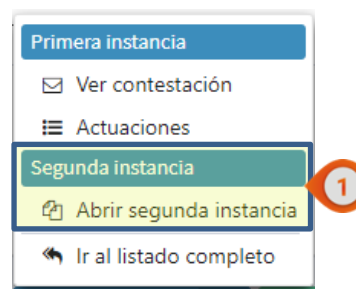 Primera instancia
Ver contestación
Actuaciones
Segunda instancia
1
Abrir segunda instancia
Ir al listado completo